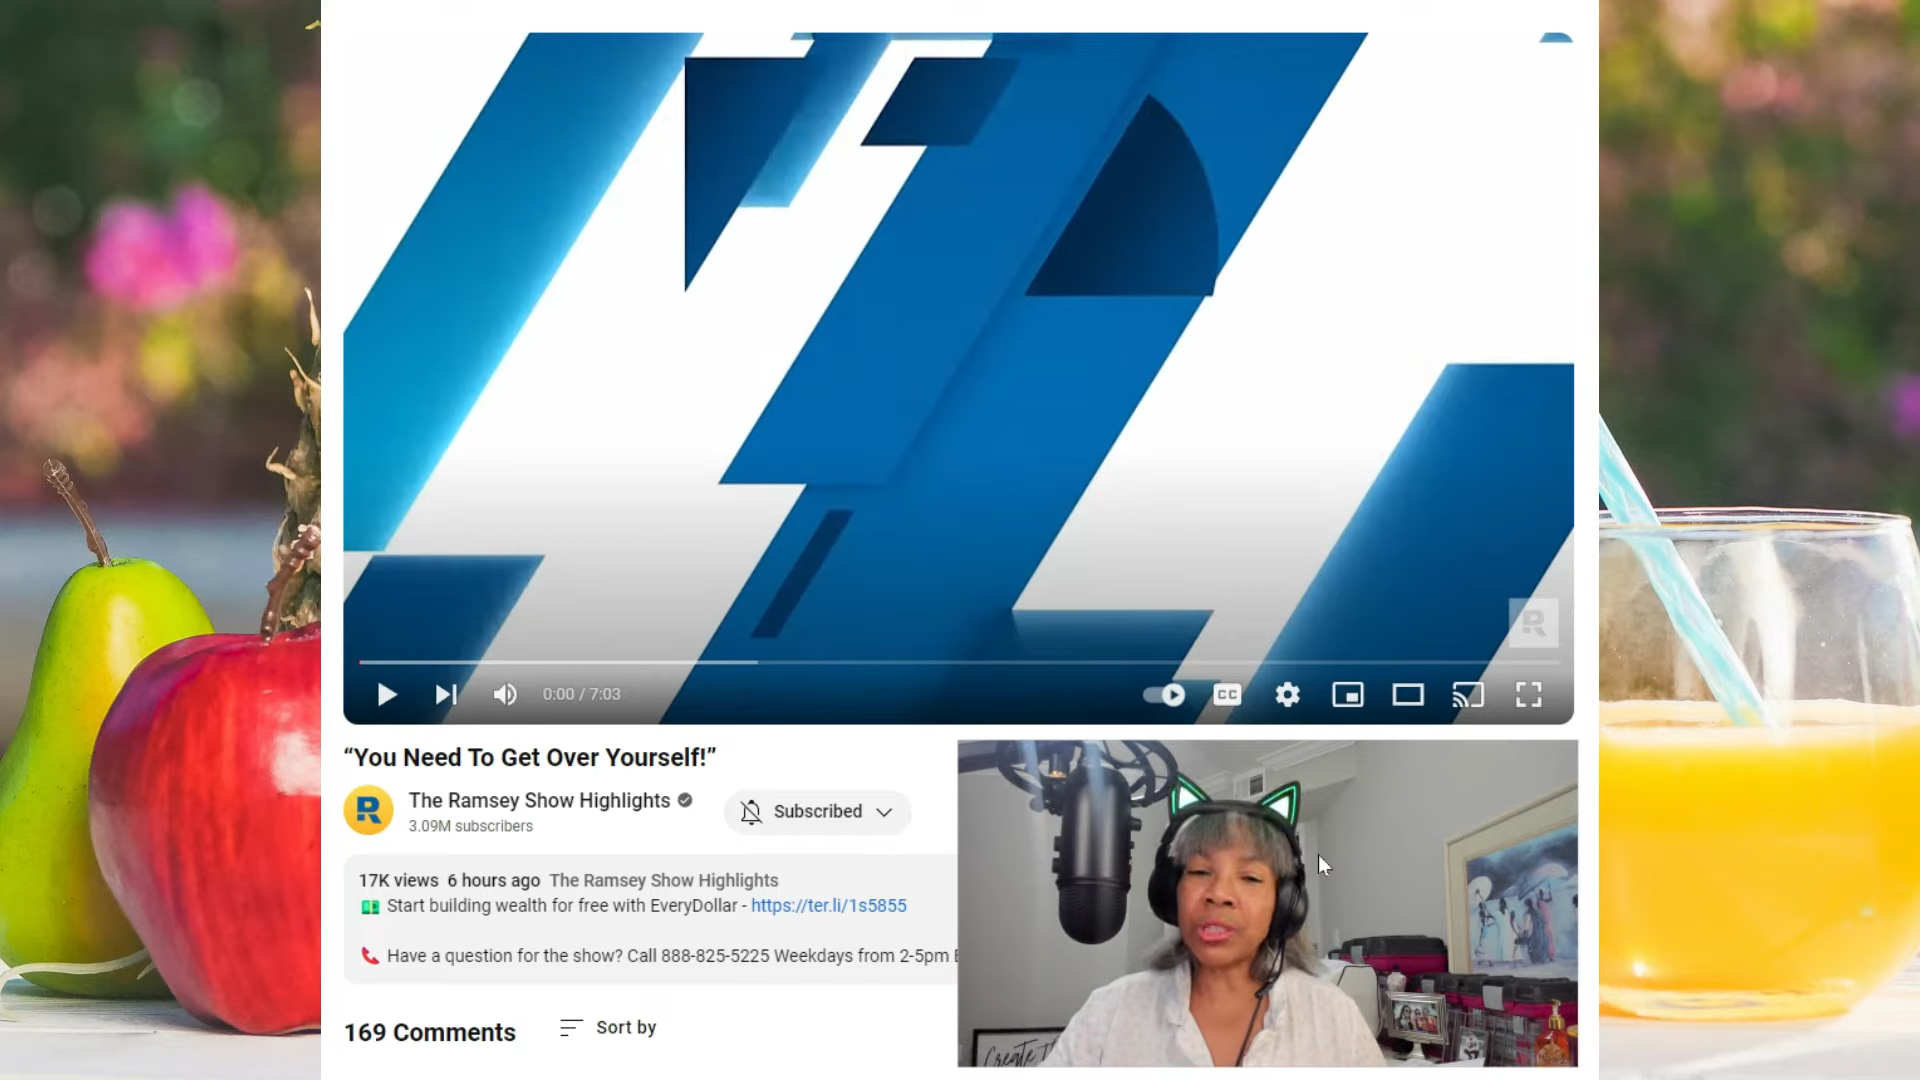 R
CC
0:00 / 7:03
“You Need To Get Over Yourself!”
R
The Ramsey Show Highlights
3.09M subscribers
Subscribed
17K views 6 hours ago The Ramsey Show Highlights
Start building wealth for free with EveryDollar - https://ter.li/1s5855
Have a question for the show? Call 888-825-5225 Weekdays from 2-5pm
169 Comments
Sort by
Create